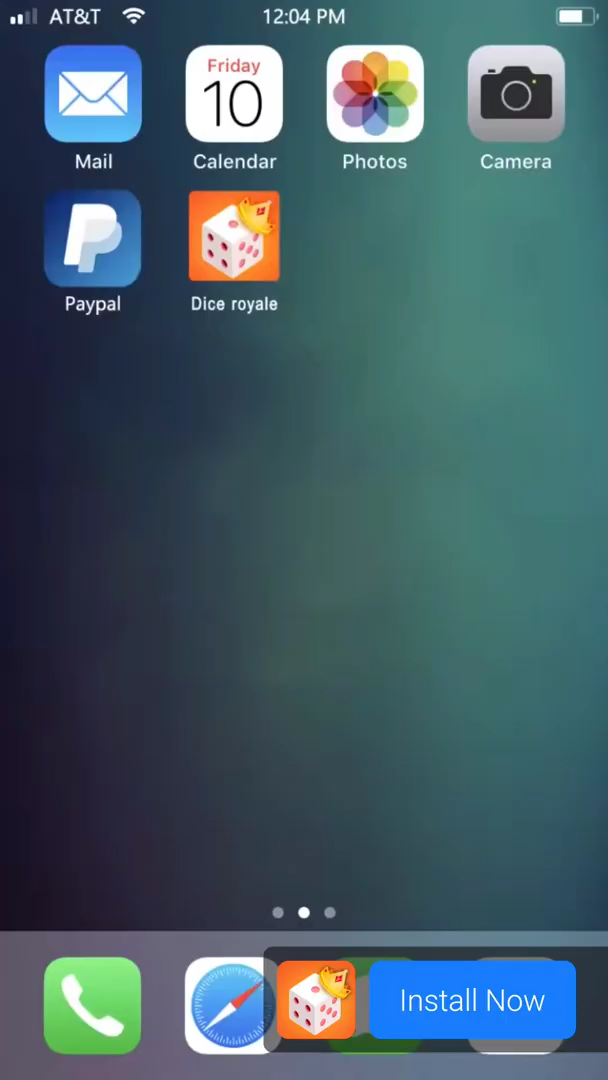 AT&T 12:04 PM
Friday
10
Mail Calendar Photos Camera
Paypal Dice royale
Install Now